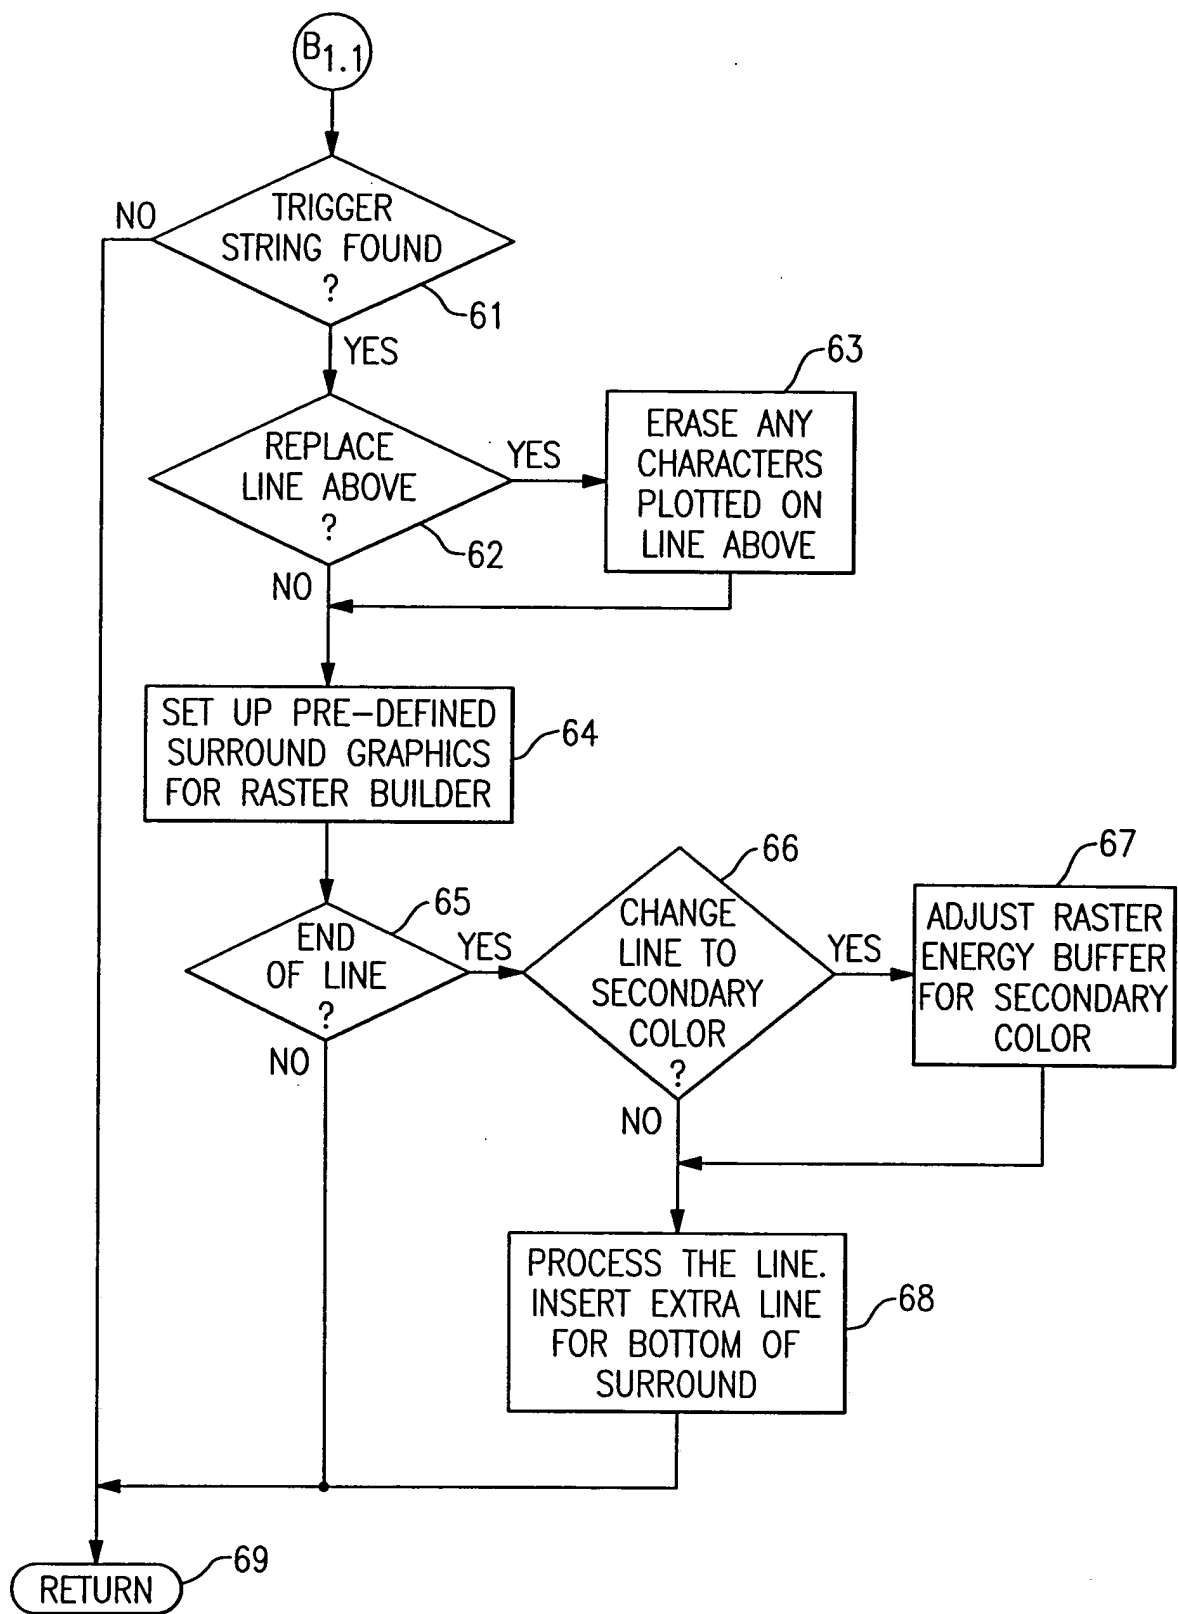 B1.1
TRIGGER
STRING FOUND
?
NO
61
YES
REPLACE
LINE ABOVE
?
YES
62
NO
63
ERASE ANY
CHARACTERS
PLOTTED ON
LINE ABOVE
SET UP PRE-DEFINED
SURROUND GRAPHICS
FOR RASTER BUILDER
64
END
OF LINE
?
65
YES
NO
66
CHANGE
LINE TO
SECONDARY
COLOR
?
YES
NO
67
ADJUST RASTER
ENERGY BUFFER
FOR SECONDARY
COLOR
PROCESS THE LINE.
INSERT EXTRA LINE
FOR BOTTOM OF
SURROUND
68
RETURN
69